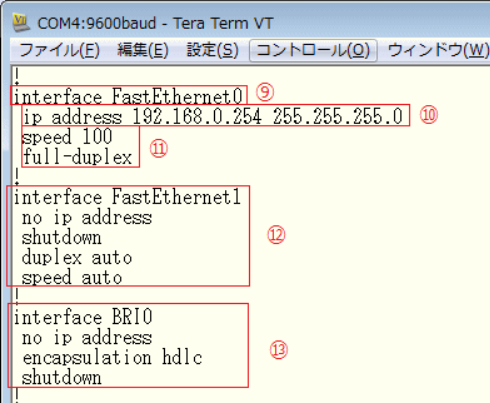 COM4:9600baud - Tera Term VT
ファイル(F) 編集(E) 設定(S) コントロール(O) ウィンドウ(W)
!
interface FastEthernet0 ⑨
ip address 192.168.0.254 255.255.255.0 ⑩
speed 100
full-duplex ⑪
!
interface FastEthernet1
no ip address
shutdown ⑫
duplex auto
speed auto
!
interface BRI0
no ip address
encapsulation hdlc ⑬
shutdown
!